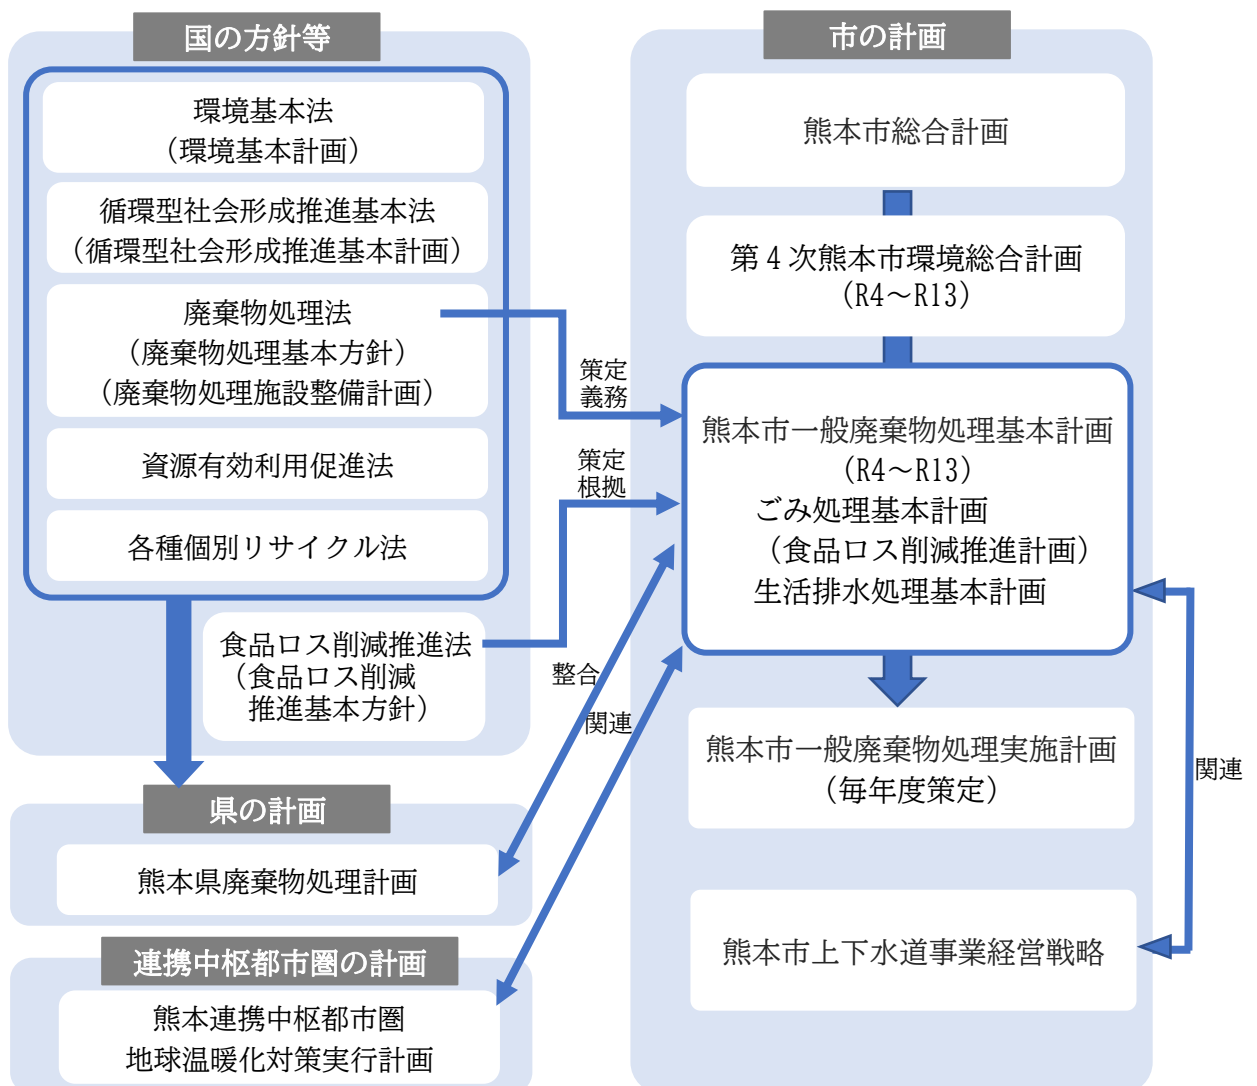 国の方針等
環境基本法
（環境基本計画）
循環型社会形成推進基本法
（循環型社会形成推進基本計画）
廃棄物処理法
（廃棄物処理基本方針）
（廃棄物処理施設整備計画）
資源有効利用促進法
各種個別リサイクル法
食品ロス削減推進法
（食品ロス削減
推進基本方針）
県の計画
熊本県廃棄物処理計画
連携中枢都市圏の計画
熊本連携中枢都市圏
地球温暖化対策実行計画
策定
義務
策定
根拠
整合
関連
市の計画
熊本市総合計画
第４次熊本市環境総合計画
（R4～R13）
熊本市一般廃棄物処理基本計画
（R4～R13）
ごみ処理基本計画
（食品ロス削減推進計画）
生活排水処理基本計画
熊本市一般廃棄物処理実施計画
（毎年度策定）
関連
熊本市上下水道事業経営戦略